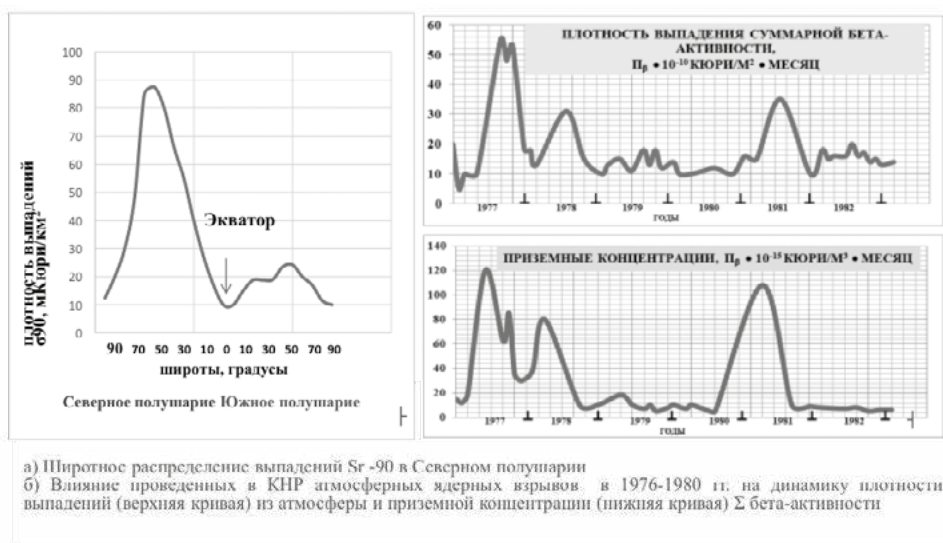 плотность выпадений
σ90, мКюри/км²
100
90
80
70
60
50
40
30
20
10
0
Экватор
90 70 50 30 10 0 10 30 50 70 90
широты, градусы
Северное полушарие Южное полушарие
ПЛОТНОСТЬ ВЫПАДЕНИЯ СУММАРНОЙ БЕТА-
АКТИВНОСТИ,
Пβ • 10⁻¹⁰ КЮРИ/М² • МЕСЯЦ
60
50
40
30
20
10
0
1977 1978 1979 1980 1981 1982
годы
ПРИЗЕМНЫЕ КОНЦЕНТРАЦИИ, Пβ • 10⁻¹⁵ КЮРИ/М³ • МЕСЯЦ
140
120
100
80
60
40
20
0
1977 1978 1979 1980 1981 1982
годы
а) Широтное распределение выпадений Sr -90 в Северном полушарии
б) Влияние проведенных в КНР атмосферных ядерных взрывов в 1976-1980 гг. на динамику плотности
выпадений (верхняя кривая) из атмосферы и приземной концентрации (нижняя кривая) Σ бета-активности